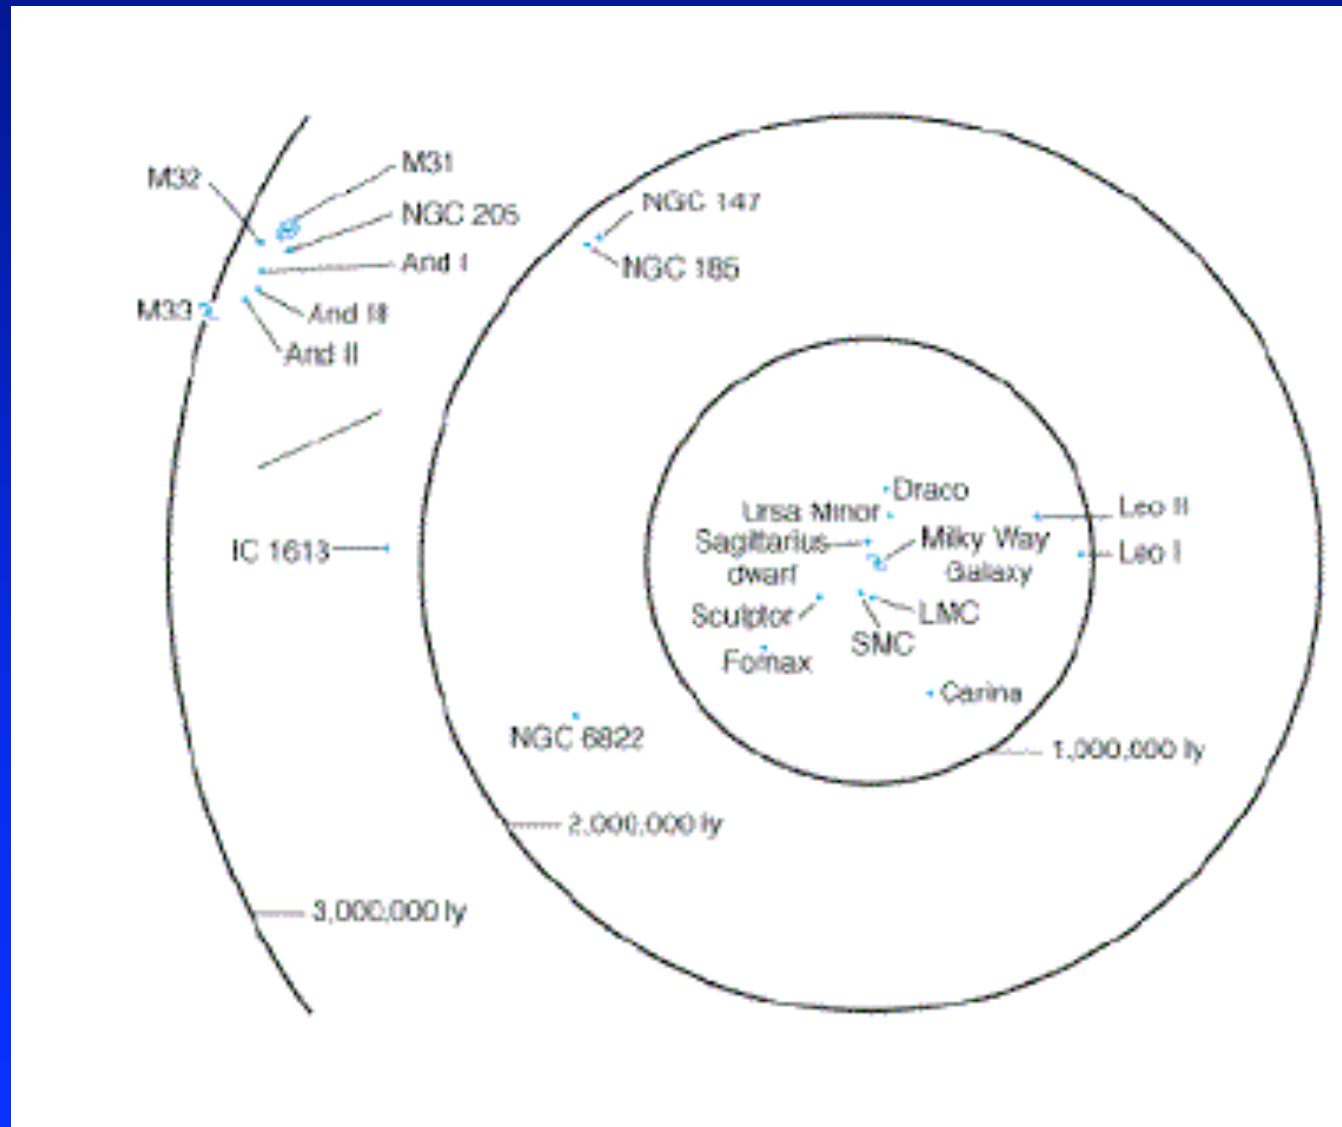 M31
M32
NGC 205
And I
M33
And III
And II
NGC 147
NGC 185
IC 1613
Draco
Ursa Minor
Sagittarius
dwarf
Milky Way
Galaxy
Leo II
Leo I
Sculptor
LMC
SMC
Fornax
Carina
NGC 6822
1,000,000 ly
2,000,000 ly
3,000,000 ly